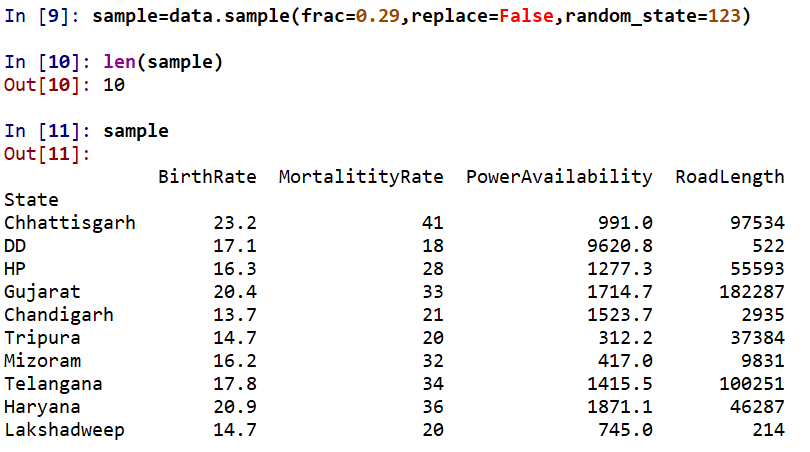 In [9]: sample=data.sample(frac=0.29,replace=False,random_state=123)
In [10]: len(sample)
Out[10]: 10
In [11]: sample
Out[11]:
BirthRate MortalitityRate PowerAvailability RoadLength
State
Chhattisgarh 23.2 41 991.0 97534
DD 17.1 18 9620.8 522
HP 16.3 28 1277.3 55593
Gujarat 20.4 33 1714.7 182287
Chandigarh 13.7 21 1523.7 2935
Tripura 14.7 20 312.2 37384
Mizoram 16.2 32 417.0 9831
Telangana 17.8 34 1415.5 100251
Haryana 20.9 36 1871.1 46287
Lakshadweep 14.7 20 745.0 214